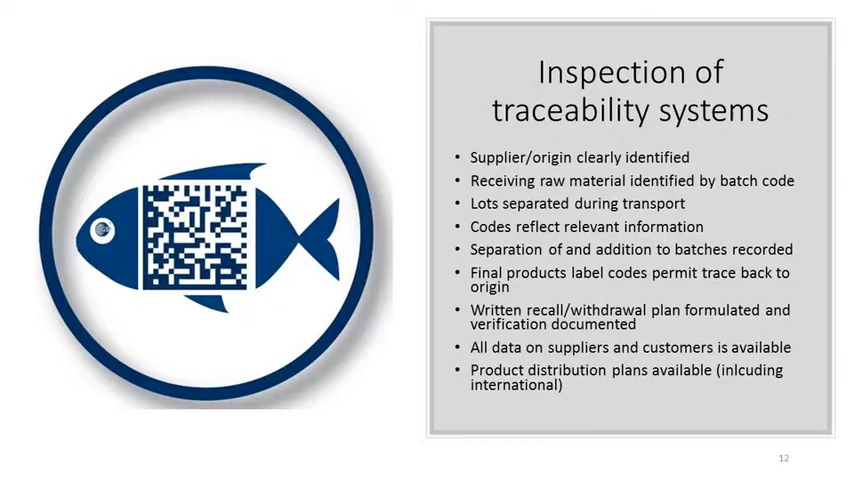 Inspection of
traceability systems
• Supplier/origin clearly identified
• Receiving raw material identified by batch code
• Lots separated during transport
• Codes reflect relevant information
• Separation of and addition to batches recorded
• Final products label codes permit trace back to
origin
• Written recall/withdrawal plan formulated and
verification documented
• All data on suppliers and customers is available
• Product distribution plans available (inlcuding
international)
12